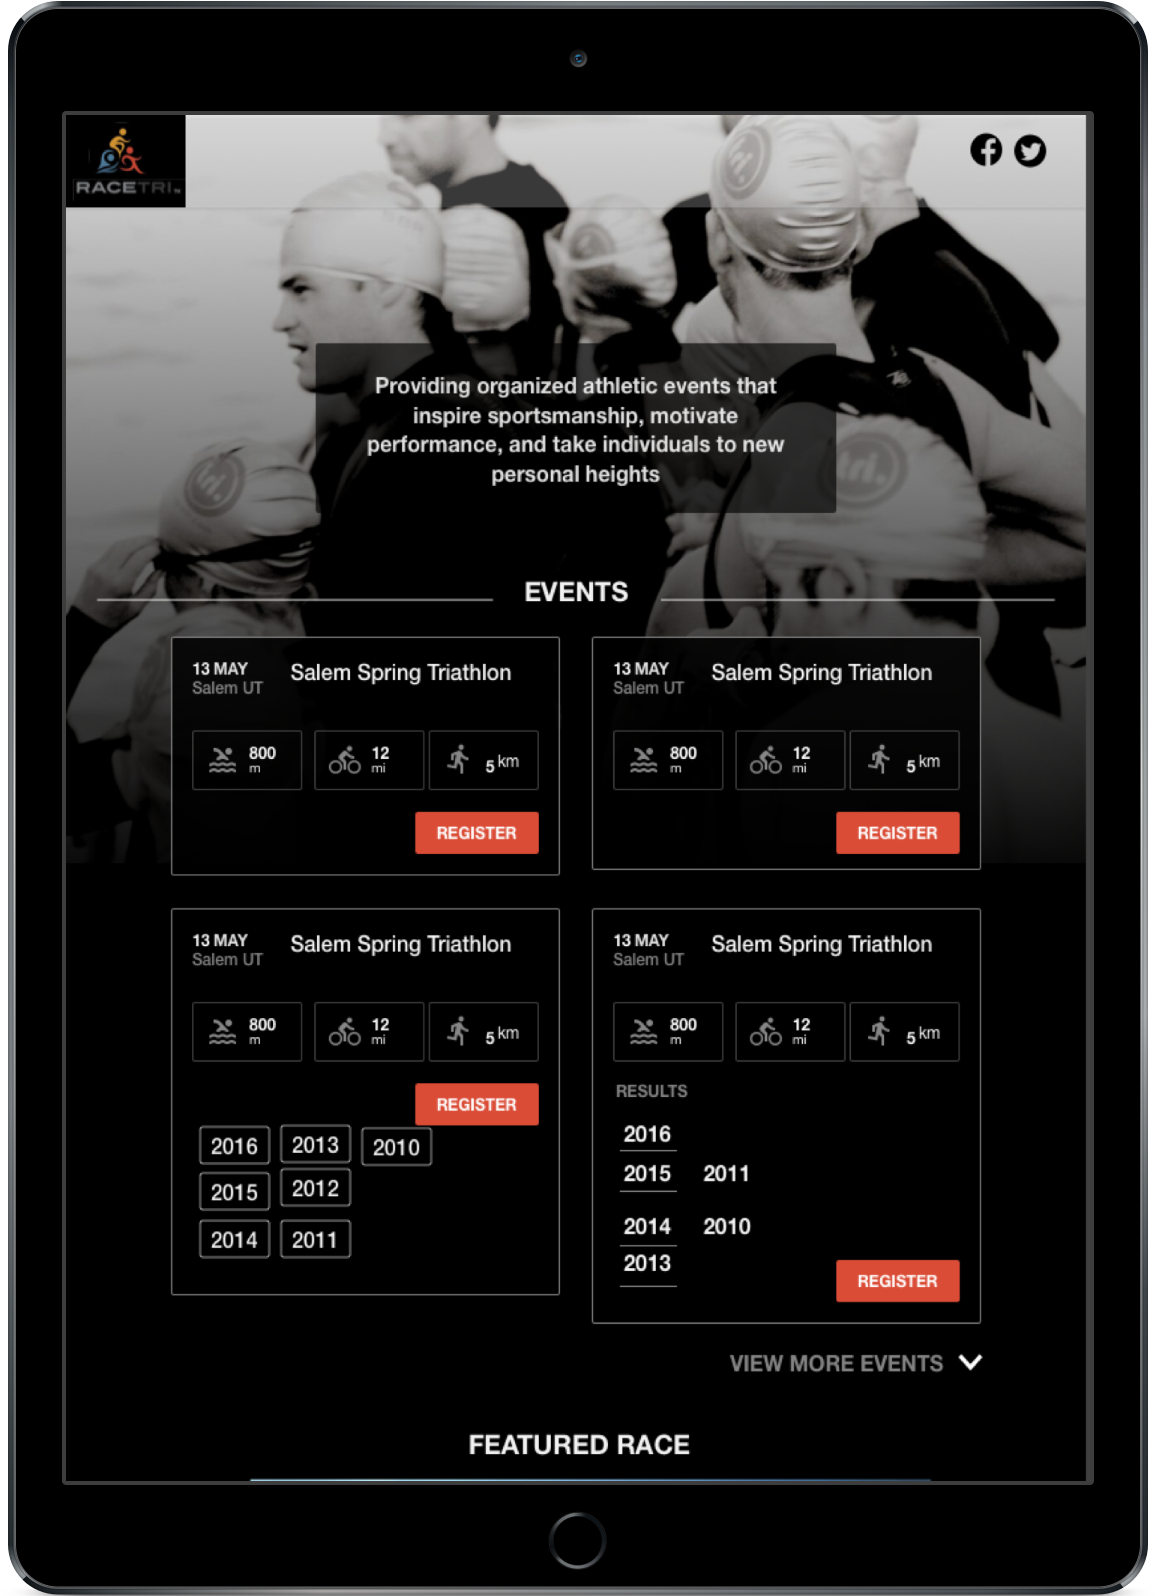 RACETRI
Providing organized athletic events that
inspire sportsmanship, motivate
performance, and take individuals to new
personal heights
EVENTS
13 MAY
Salem UT
Salem Spring Triathlon
800
m
12
mi
5 km
REGISTER
13 MAY
Salem UT
Salem Spring Triathlon
800
m
12
mi
5 km
REGISTER
13 MAY
Salem UT
Salem Spring Triathlon
800
m
12
mi
5 km
REGISTER
2016 2013 2010
2015 2012
2014 2011
13 MAY
Salem UT
Salem Spring Triathlon
800
m
12
mi
5 km
RESULTS
2016
2015 2011
2014 2010
2013
REGISTER
VIEW MORE EVENTS
FEATURED RACE